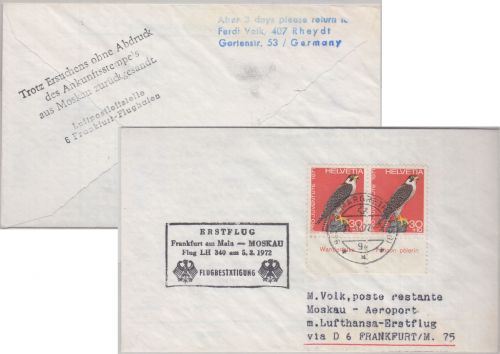 After 3 days please return to
Ferdi Volk, 407 Rheydt
Gartenstr. 53 / Germany
Trotz Ersuchens ohne Abdruck
des Ankunftsstempels
aus Moskau zurückgesandt.
Luftpostleitstelle
6 Frankfurt-Flughafen
HELVETIA
HELVETIA
30
30
ERSTFLUG
Frankfurt am Main — MOSKAU
Flug LH 340 am 5.2.1972
FLUGBESTÄTIGUNG
M.Volk,poste restante
Moskau - Aeroport
m.Lufthansa-Erstflug
via D 6 FRANKFURT/M. 75